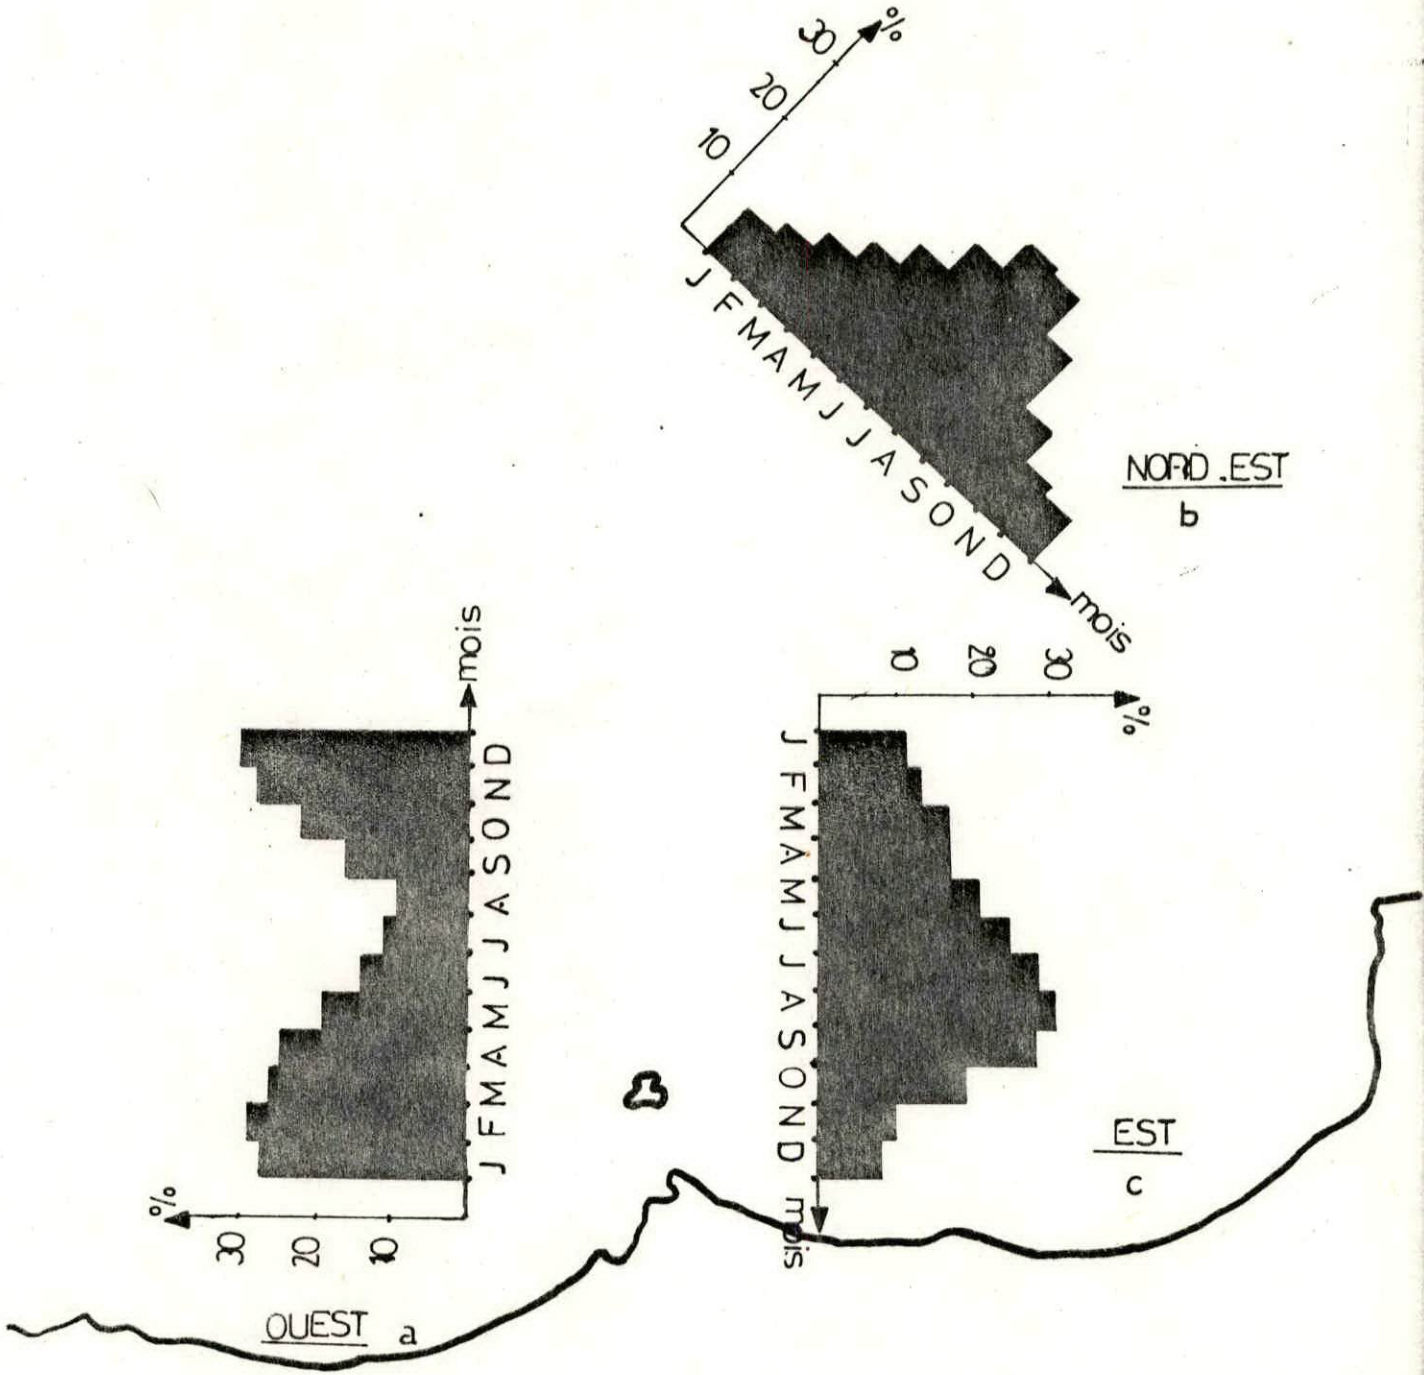 %
30
20
10
J F M A M J J A S O N D
mois
NORD.EST
b
mois
J F M A M J J A S O N D
%
30 20 10
OUEST a
10 20 30
%
J F M A M J J A S O N D
mois
EST
c